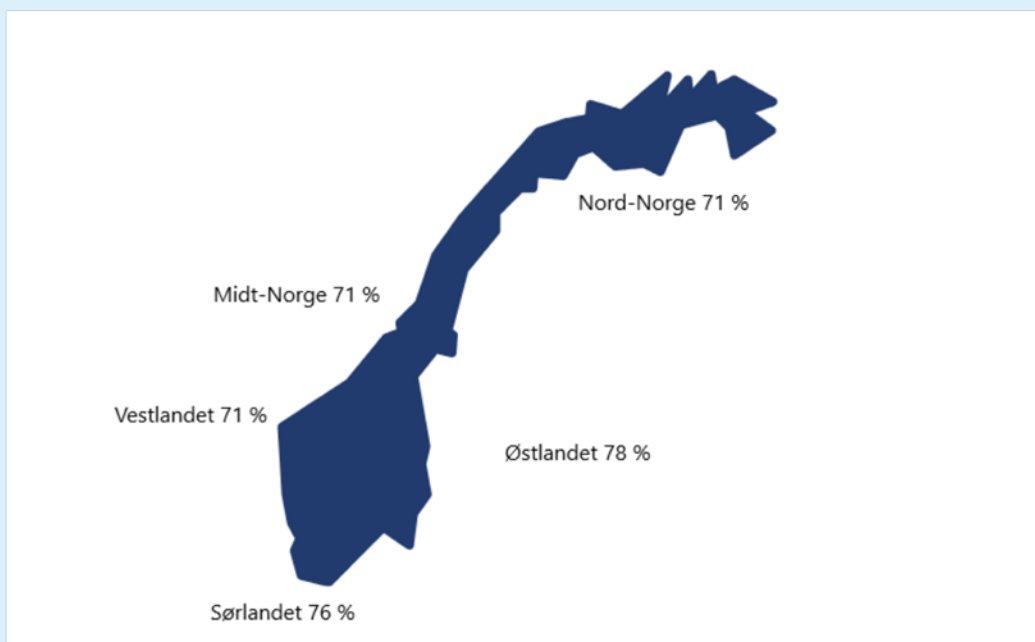 Nord-Norge 71 %
Midt-Norge 71 %
Vestlandet 71 %
Østlandet 78 %
Sørlandet 76 %